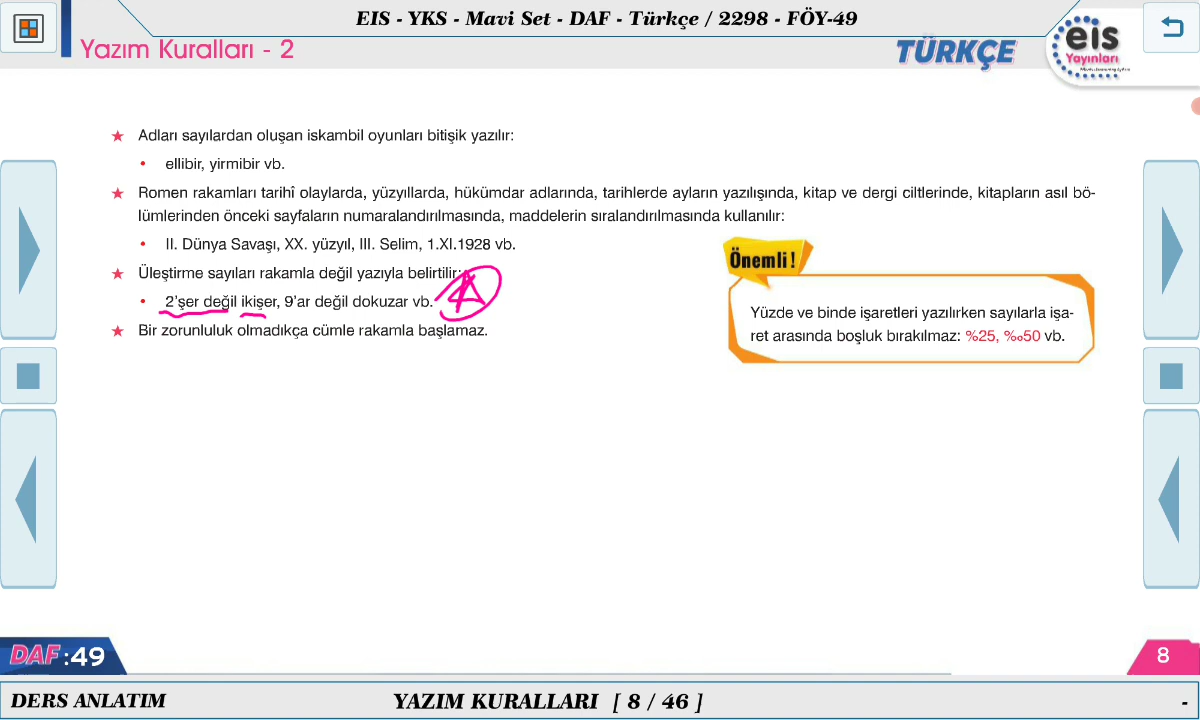 EIS - YKS - Mavi Set - DAF - Türkçe / 2298 - FÖY-49
Yazım Kuralları - 2
TÜRKÇE
eis
Yayınları
★ Adları sayılardan oluşan iskambil oyunları bitişik yazılır:
• ellibir, yirmibir vb.
★ Romen rakamları tarihî olaylarda, yüzyıllarda, hükümdar adlarında, tarihlerde ayların yazılışında, kitap ve dergi ciltlerinde, kitapların asıl bö-
lümlerinden önceki sayfaların numaralandırılmasında, maddelerin sıralandırılmasında kullanılır:
• II. Dünya Savaşı, XX. yüzyıl, III. Selim, 1.XI.1928 vb.
★ Üleştirme sayıları rakamla değil yazıyla belirtilir:
• 2'şer değil ikişer, 9'ar değil dokuzar vb.
★ Bir zorunluluk olmadıkça cümle rakamla başlamaz.
Önemli !
Yüzde ve binde işaretleri yazılırken sayılarla işa-
ret arasında boşluk bırakılmaz: %25, ‰50 vb.
DAF :49
8
DERS ANLATIM
YAZIM KURALLARI [ 8 / 46 ]
-